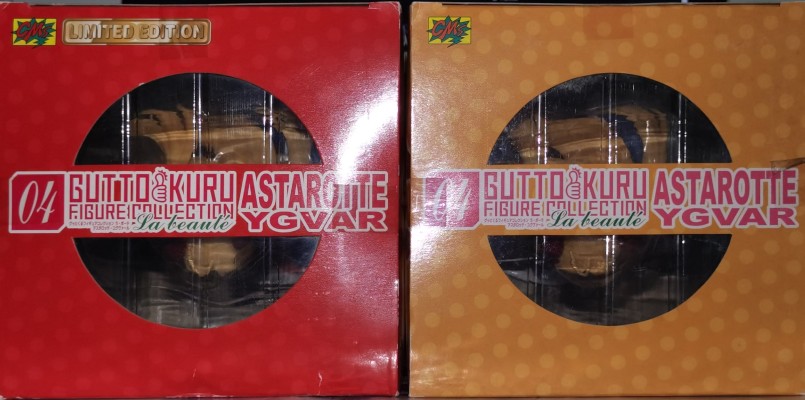 CM's LIMITED EDITION
04 GUTTO KURU ASTAROTTE
FIGURE COLLECTION YGVAR
La beauté
CM's
04 GUTTO KURU ASTAROTTE
FIGURE COLLECTION YGVAR
La beauté